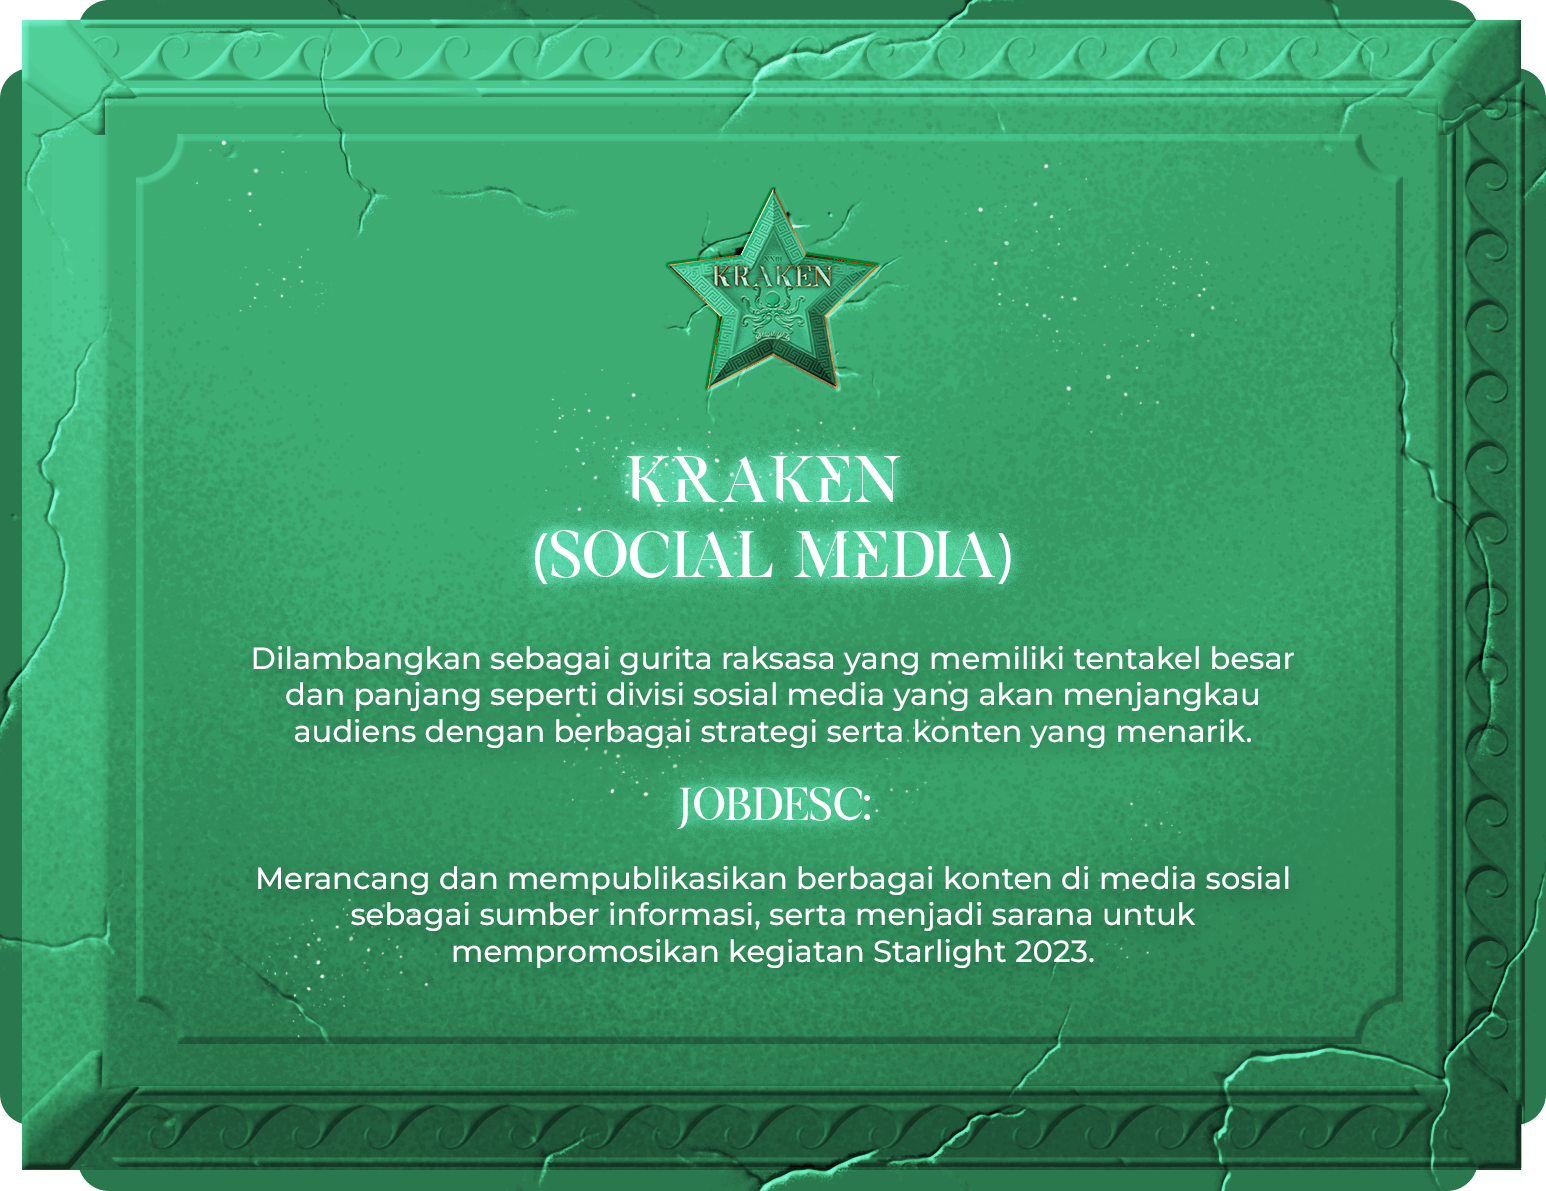 KRAKEN
KRAKEN
(SOCIAL MEDIA)
Dilambangkan sebagai gurita raksasa yang memiliki tentakel besar
dan panjang seperti divisi sosial media yang akan menjangkau
audiens dengan berbagai strategi serta konten yang menarik.
JOBDESC:
Merancang dan mempublikasikan berbagai konten di media sosial
sebagai sumber informasi, serta menjadi sarana untuk
mempromosikan kegiatan Starlight 2023.